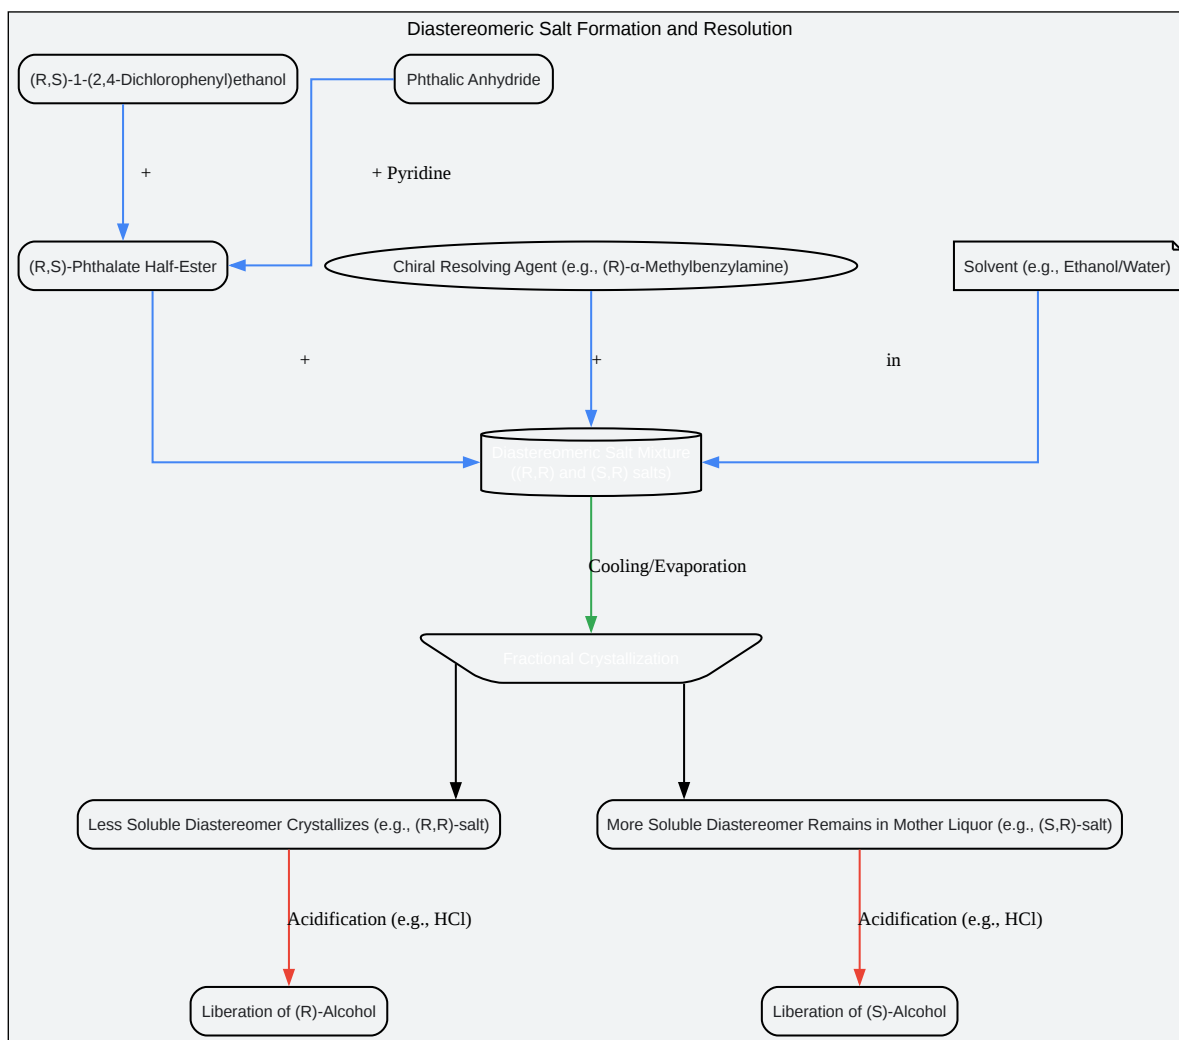 Diastereomeric Salt Formation and Resolution
(R,S)-1-(2,4-Dichlorophenyl)ethanol
Phthalic Anhydride
+
+ Pyridine
(R,S)-Phthalate Half-Ester
Chiral Resolving Agent (e.g., (R)-α-Methylbenzylamine)
Solvent (e.g., Ethanol/Water)
+
+
in
Diastereomeric Salt Mixture
((R,R) and (S,R) salts)
Cooling/Evaporation
Fractional Crystallization
Less Soluble Diastereomer Crystallizes (e.g., (R,R)-salt)
More Soluble Diastereomer Remains in Mother Liquor (e.g., (S,R)-salt)
Acidification (e.g., HCl)
Acidification (e.g., HCl)
Liberation of (R)-Alcohol
Liberation of (S)-Alcohol